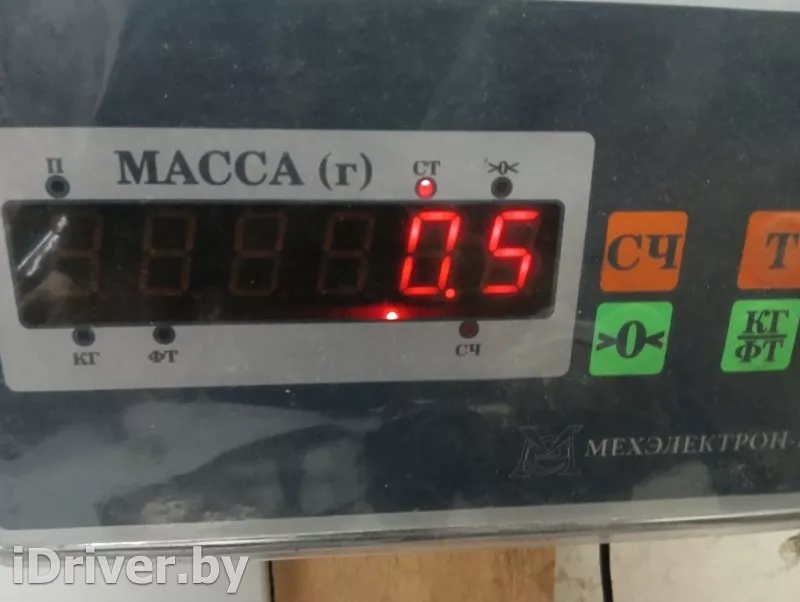 П МАССА (г) СТ >0<
0.5
КГ ФТ СЧ
СЧ Т
>0< КГ/ФТ
МЕХЭЛЕКТРОН-
iDriver.by